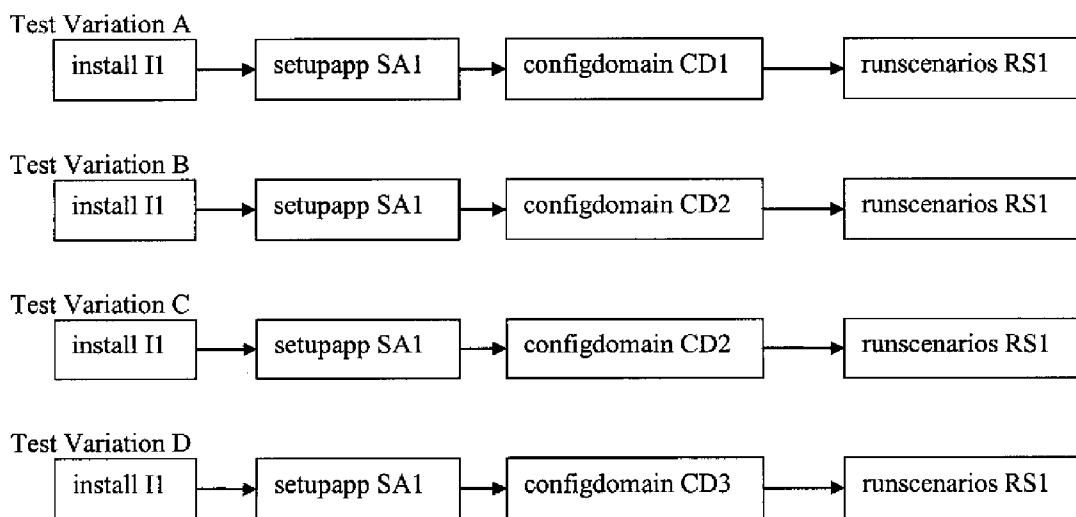 Test Variation A
install I1 setupapp SA1 configdomain CD1 runscenarios RS1
Test Variation B
install I1 setupapp SA1 configdomain CD2 runscenarios RS1
Test Variation C
install I1 setupapp SA1 configdomain CD2 runscenarios RS1
Test Variation D
install I1 setupapp SA1 configdomain CD3 runscenarios RS1